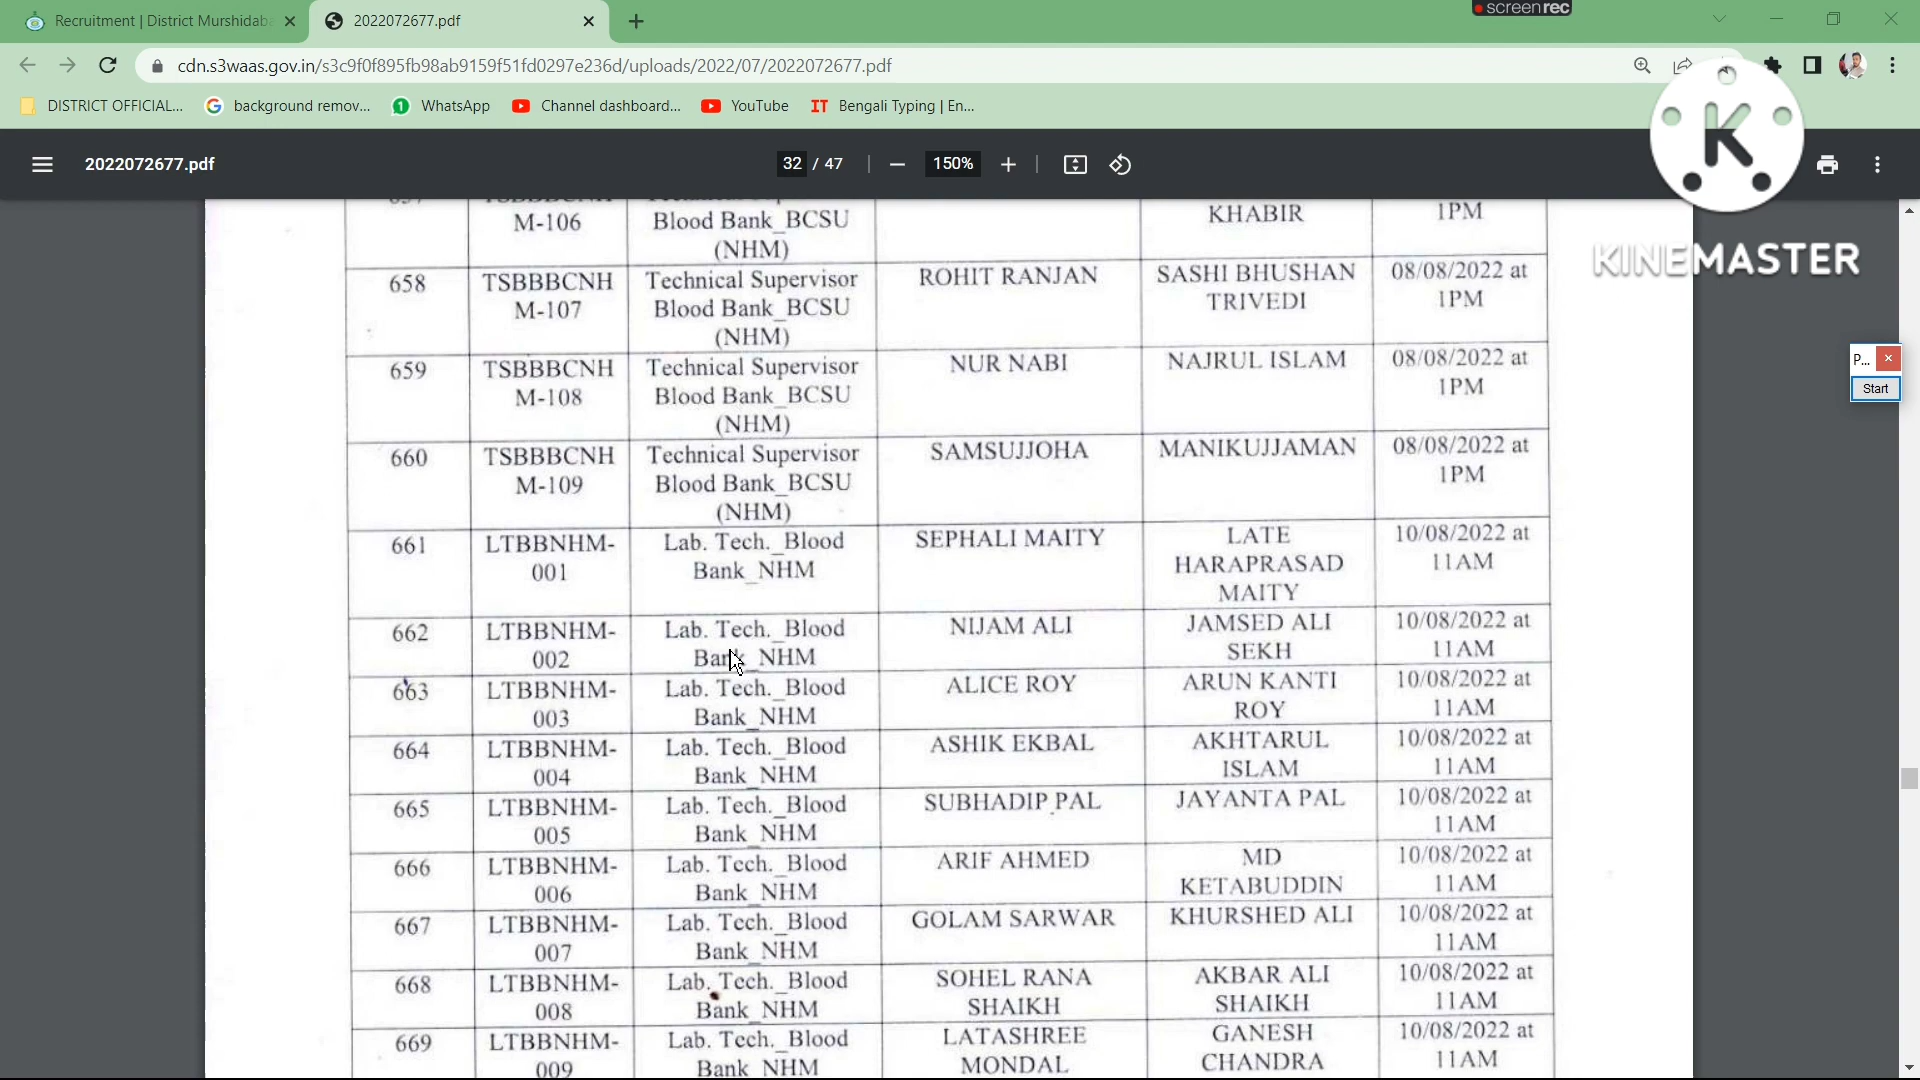 screenrec
Recruitment | District Murshidaba
2022072677.pdf
cdn.s3waas.gov.in/s3c9f0f895fb98ab9159f51fd0297e236d/uploads/2022/07/2022072677.pdf
DISTRICT OFFICIAL...
background remov...
WhatsApp
Channel dashboard...
YouTube
IT Bengali Typing | En...
2022072677.pdf
32 / 47
150%
K
KINEMASTER
P...
Start
M-106
Blood Bank_BCSU
(NHM)
KHABIR
1PM
658
TSBBBCNH
M-107
Technical Supervisor
Blood Bank_BCSU
(NHM)
ROHIT RANJAN
SASHI BHUSHAN
TRIVEDI
08/08/2022 at
1PM
659
TSBBBCNH
M-108
Technical Supervisor
Blood Bank_BCSU
(NHM)
NUR NABI
NAJRUL ISLAM
08/08/2022 at
1PM
660
TSBBBCNH
M-109
Technical Supervisor
Blood Bank_BCSU
(NHM)
SAMSUJJOHA
MANIKUJJAMAN
08/08/2022 at
1PM
661
LTBBNHM-
001
Lab. Tech._Blood
Bank_NHM
SEPHALI MAITY
LATE
HARAPRASAD
MAITY
10/08/2022 at
11AM
662
LTBBNHM-
002
Lab. Tech._Blood
Bank_NHM
NIJAM ALI
JAMSED ALI
SEKH
10/08/2022 at
11AM
663
LTBBNHM-
003
Lab. Tech._Blood
Bank_NHM
ALICE ROY
ARUN KANTI
ROY
10/08/2022 at
11AM
664
LTBBNHM-
004
Lab. Tech._Blood
Bank_NHM
ASHIK EKBAL
AKHTARUL
ISLAM
10/08/2022 at
11AM
665
LTBBNHM-
005
Lab. Tech._Blood
Bank_NHM
SUBHADIP PAL
JAYANTA PAL
10/08/2022 at
11AM
666
LTBBNHM-
006
Lab. Tech._Blood
Bank_NHM
ARIF AHMED
MD
KETABUDDIN
10/08/2022 at
11AM
667
LTBBNHM-
007
Lab. Tech._Blood
Bank_NHM
GOLAM SARWAR
KHURSHED ALI
10/08/2022 at
11AM
668
LTBBNHM-
008
Lab. Tech._Blood
Bank_NHM
SOHEL RANA
SHAIKH
AKBAR ALI
SHAIKH
10/08/2022 at
11AM
669
LTBBNHM-
009
Lab. Tech._Blood
Bank_NHM
LATASHREE
MONDAL
GANESH
CHANDRA
10/08/2022 at
11AM